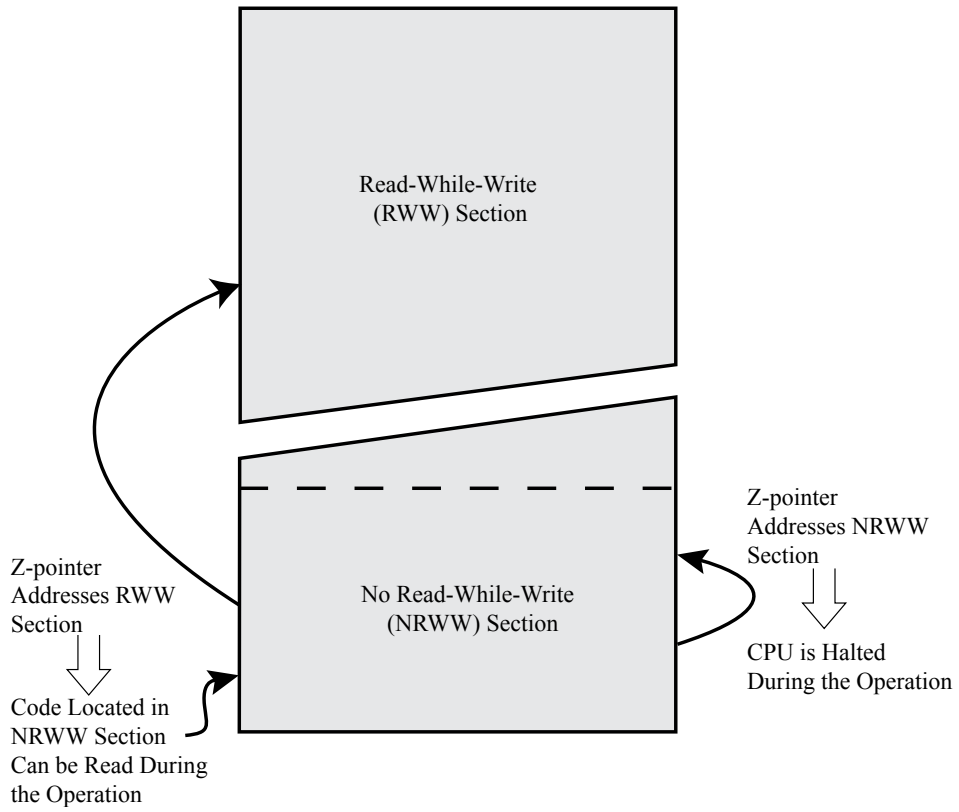 Read-While-Write
(RWW) Section
Z-pointer
Addresses NRWW
Section
Z-pointer
Addresses RWW
Section
No Read-While-Write
(NRWW) Section
CPU is Halted
During the Operation
Code Located in
NRWW Section
Can be Read During
the Operation